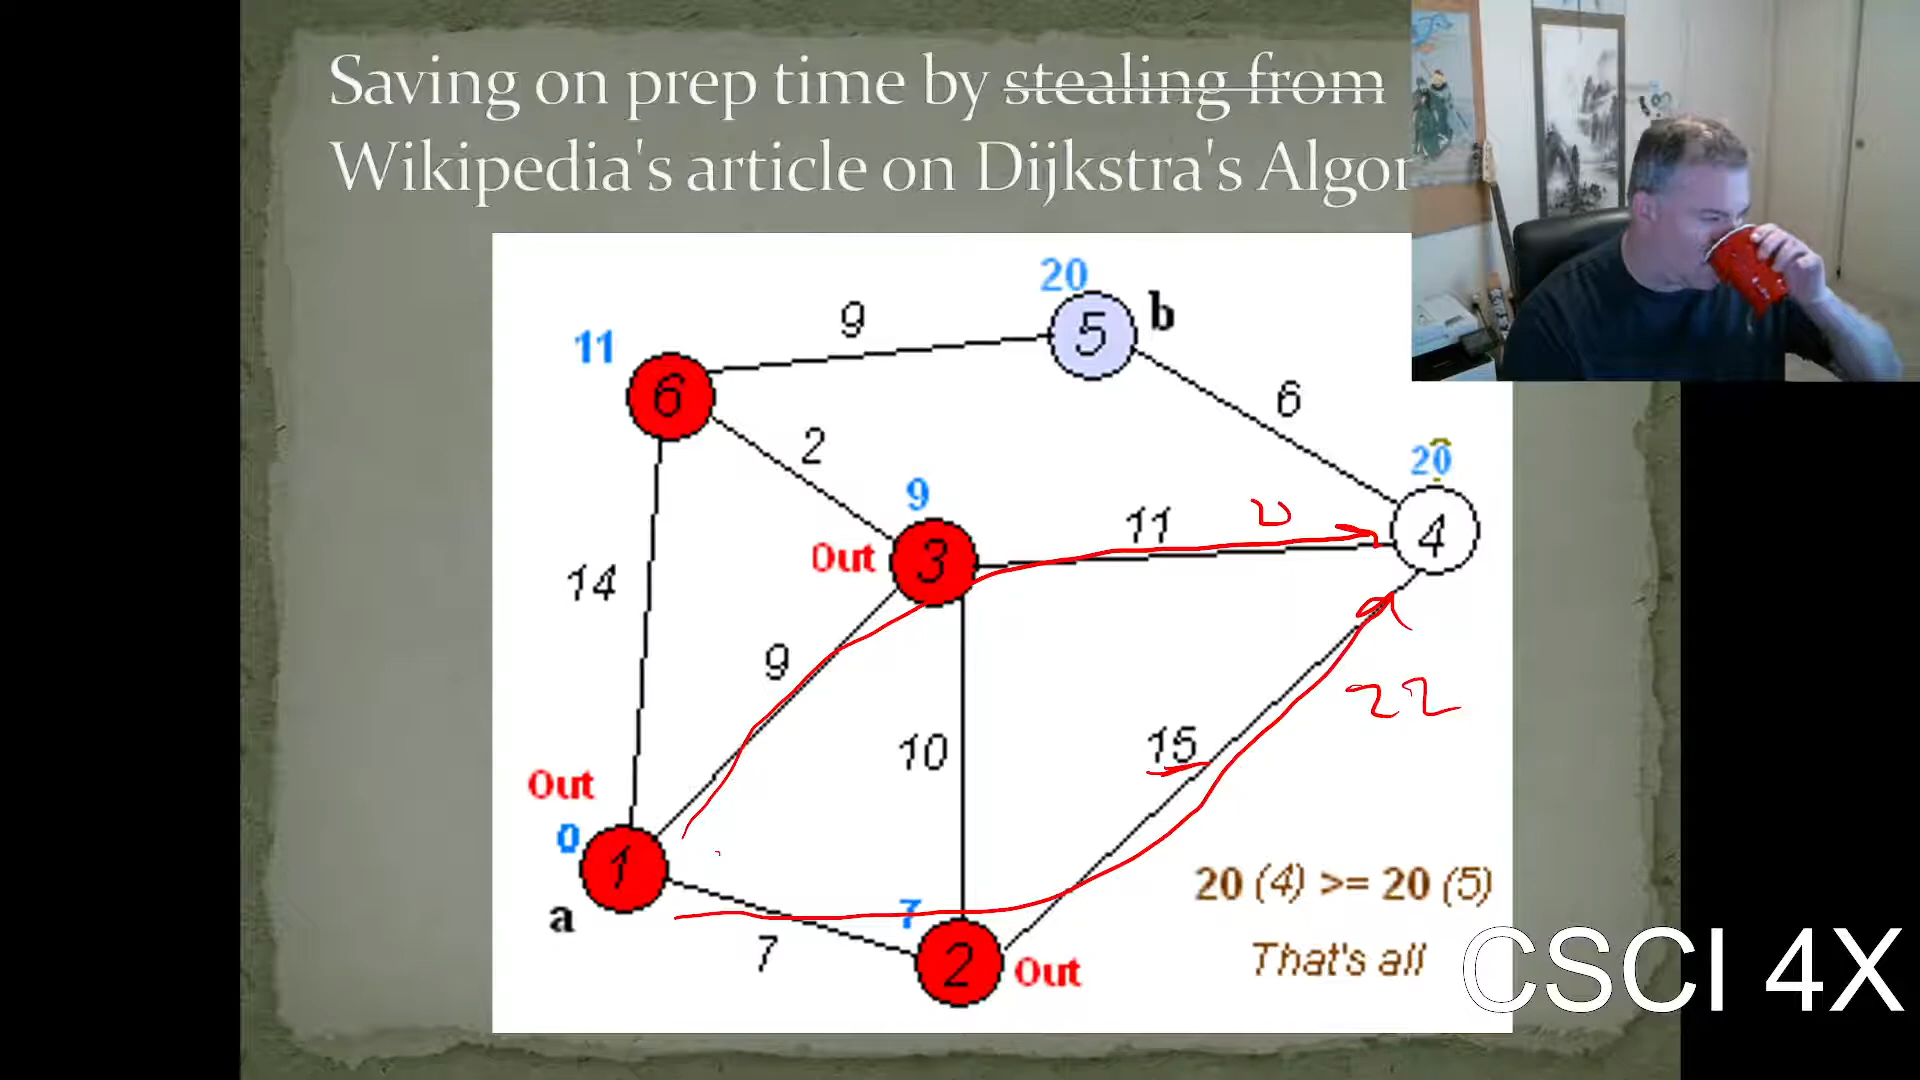 Saving on prep time by stealing from
Wikipedia's article on Dijkstra's Algor
20
9
5
b
11
6
6
2
20
9
11
4
Out
3
14
9
22
10
15
Out
0
1
20 (4) >= 20 (5)
a
7
7
2
Out
That's all
CSCI 4X